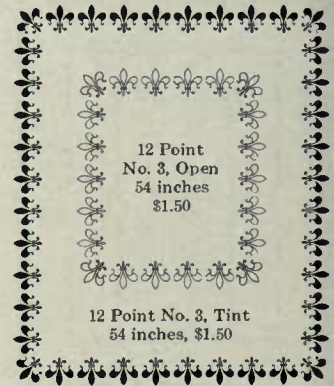 12 Point
No. 3, Open
54 inches
$1.50
12 Point No. 3, Tint
54 inches, $1.50